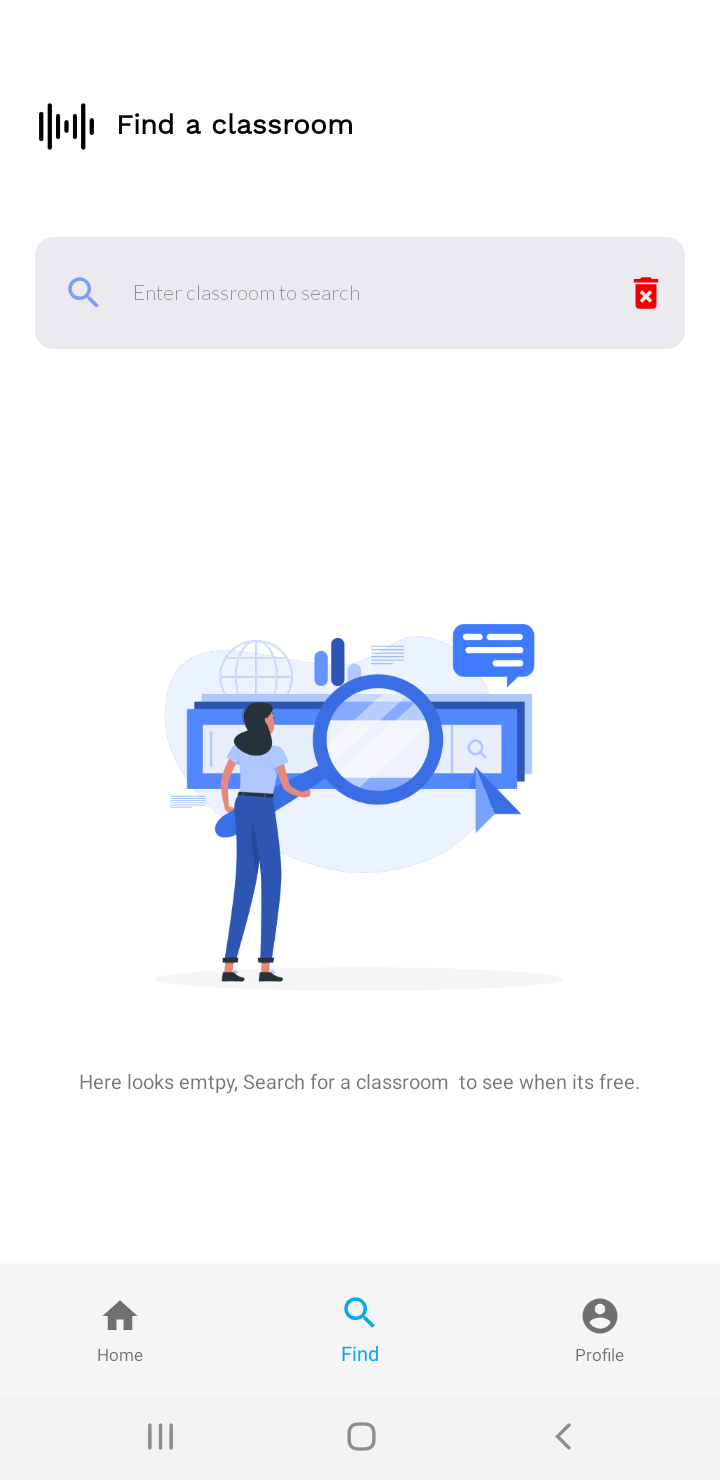 Find a classroom
Enter classroom to search
Here looks emtpy, Search for a classroom  to see when its free.
Home
Find
Profile